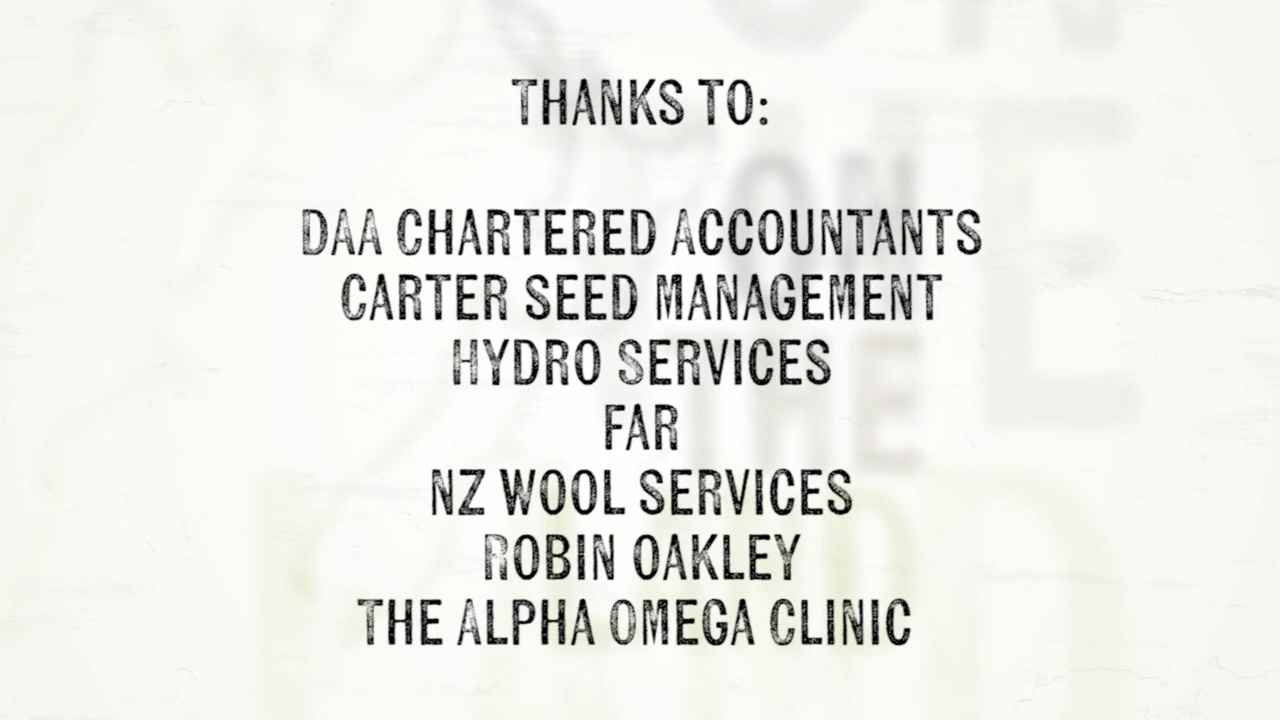 THANKS TO:
DAA CHARTERED ACCOUNTANTS
CARTER SEED MANAGEMENT
HYDRO SERVICES
FAR
NZ WOOL SERVICES
ROBIN OAKLEY
THE ALPHA OMEGA CLINIC